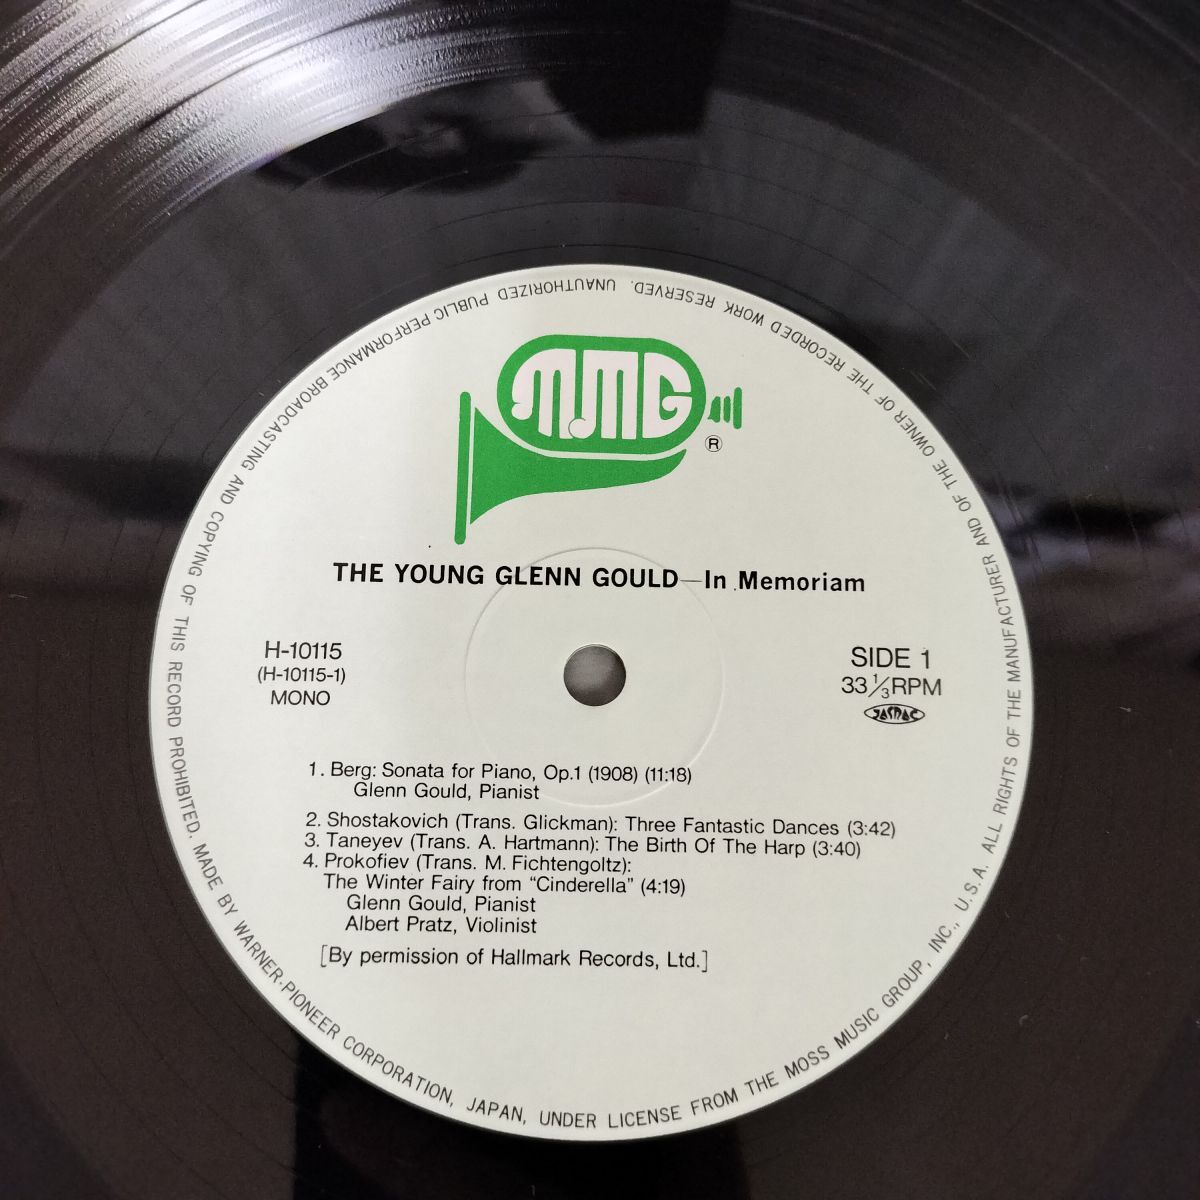 MMG
®
THE YOUNG GLENN GOULD—In Memoriam
H-10115
(H-10115-1)
MONO
SIDE 1
33 1/3 RPM
JASRAC
1. Berg: Sonata for Piano, Op.1 (1908) (11:18)
Glenn Gould, Pianist
2. Shostakovich (Trans. Glickman): Three Fantastic Dances (3:42)
3. Taneyev (Trans. A. Hartmann): The Birth Of The Harp (3:40)
4. Prokofiev (Trans. M. Fichtengoltz):
The Winter Fairy from “Cinderella” (4:19)
Glenn Gould, Pianist
Albert Pratz, Violinist
[By permission of Hallmark Records, Ltd.]
MADE BY WARNER-PIONEER CORPORATION, JAPAN, UNDER LICENSE FROM THE MOSS MUSIC GROUP, INC., U.S.A. ALL RIGHTS OF THE MANUFACTURER AND OF THE OWNER OF THE RECORDED WORK RESERVED. UNAUTHORIZED PUBLIC PERFORMANCE BROADCASTING AND COPYING OF THIS RECORD PROHIBITED.